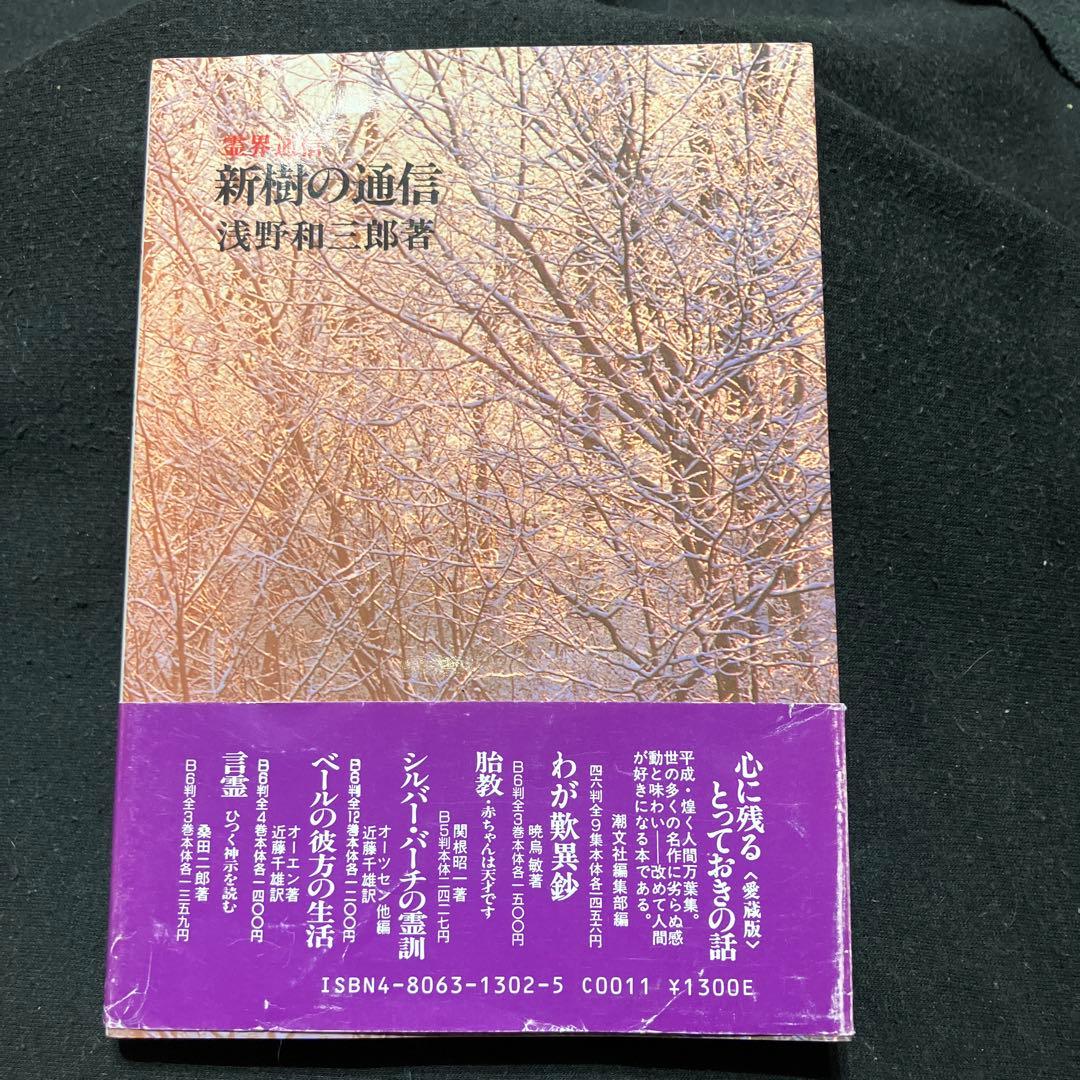 霊界通信
新樹の通信
浅野和三郎著
心に残る〈愛蔵版〉
とっておきの話
平成・煌く人間万葉集。
世の多くの名作に劣らぬ感
動と味わい――改めて人間
が好きになる本である。
潮文社編集部編
四六判全9集本体各一四五六円
わが歎異鈔
暁烏敏著
B6判全3巻本体各一五〇〇円
胎教・赤ちゃんは天才です
関根昭一著
B5判本体一四二七円
シルバー・バーチの霊訓
オーツセン他編
近藤千雄訳
B6判全12巻本体各一二〇〇円
ベールの彼方の生活
オーエン著
近藤千雄訳
B6判全4巻本体各一四〇〇円
言霊 ひつく神示を読む
桑田二郎著
B6判全3巻本体各一三五九円
ISBN4-8063-1302-5 C0011 ¥1300E